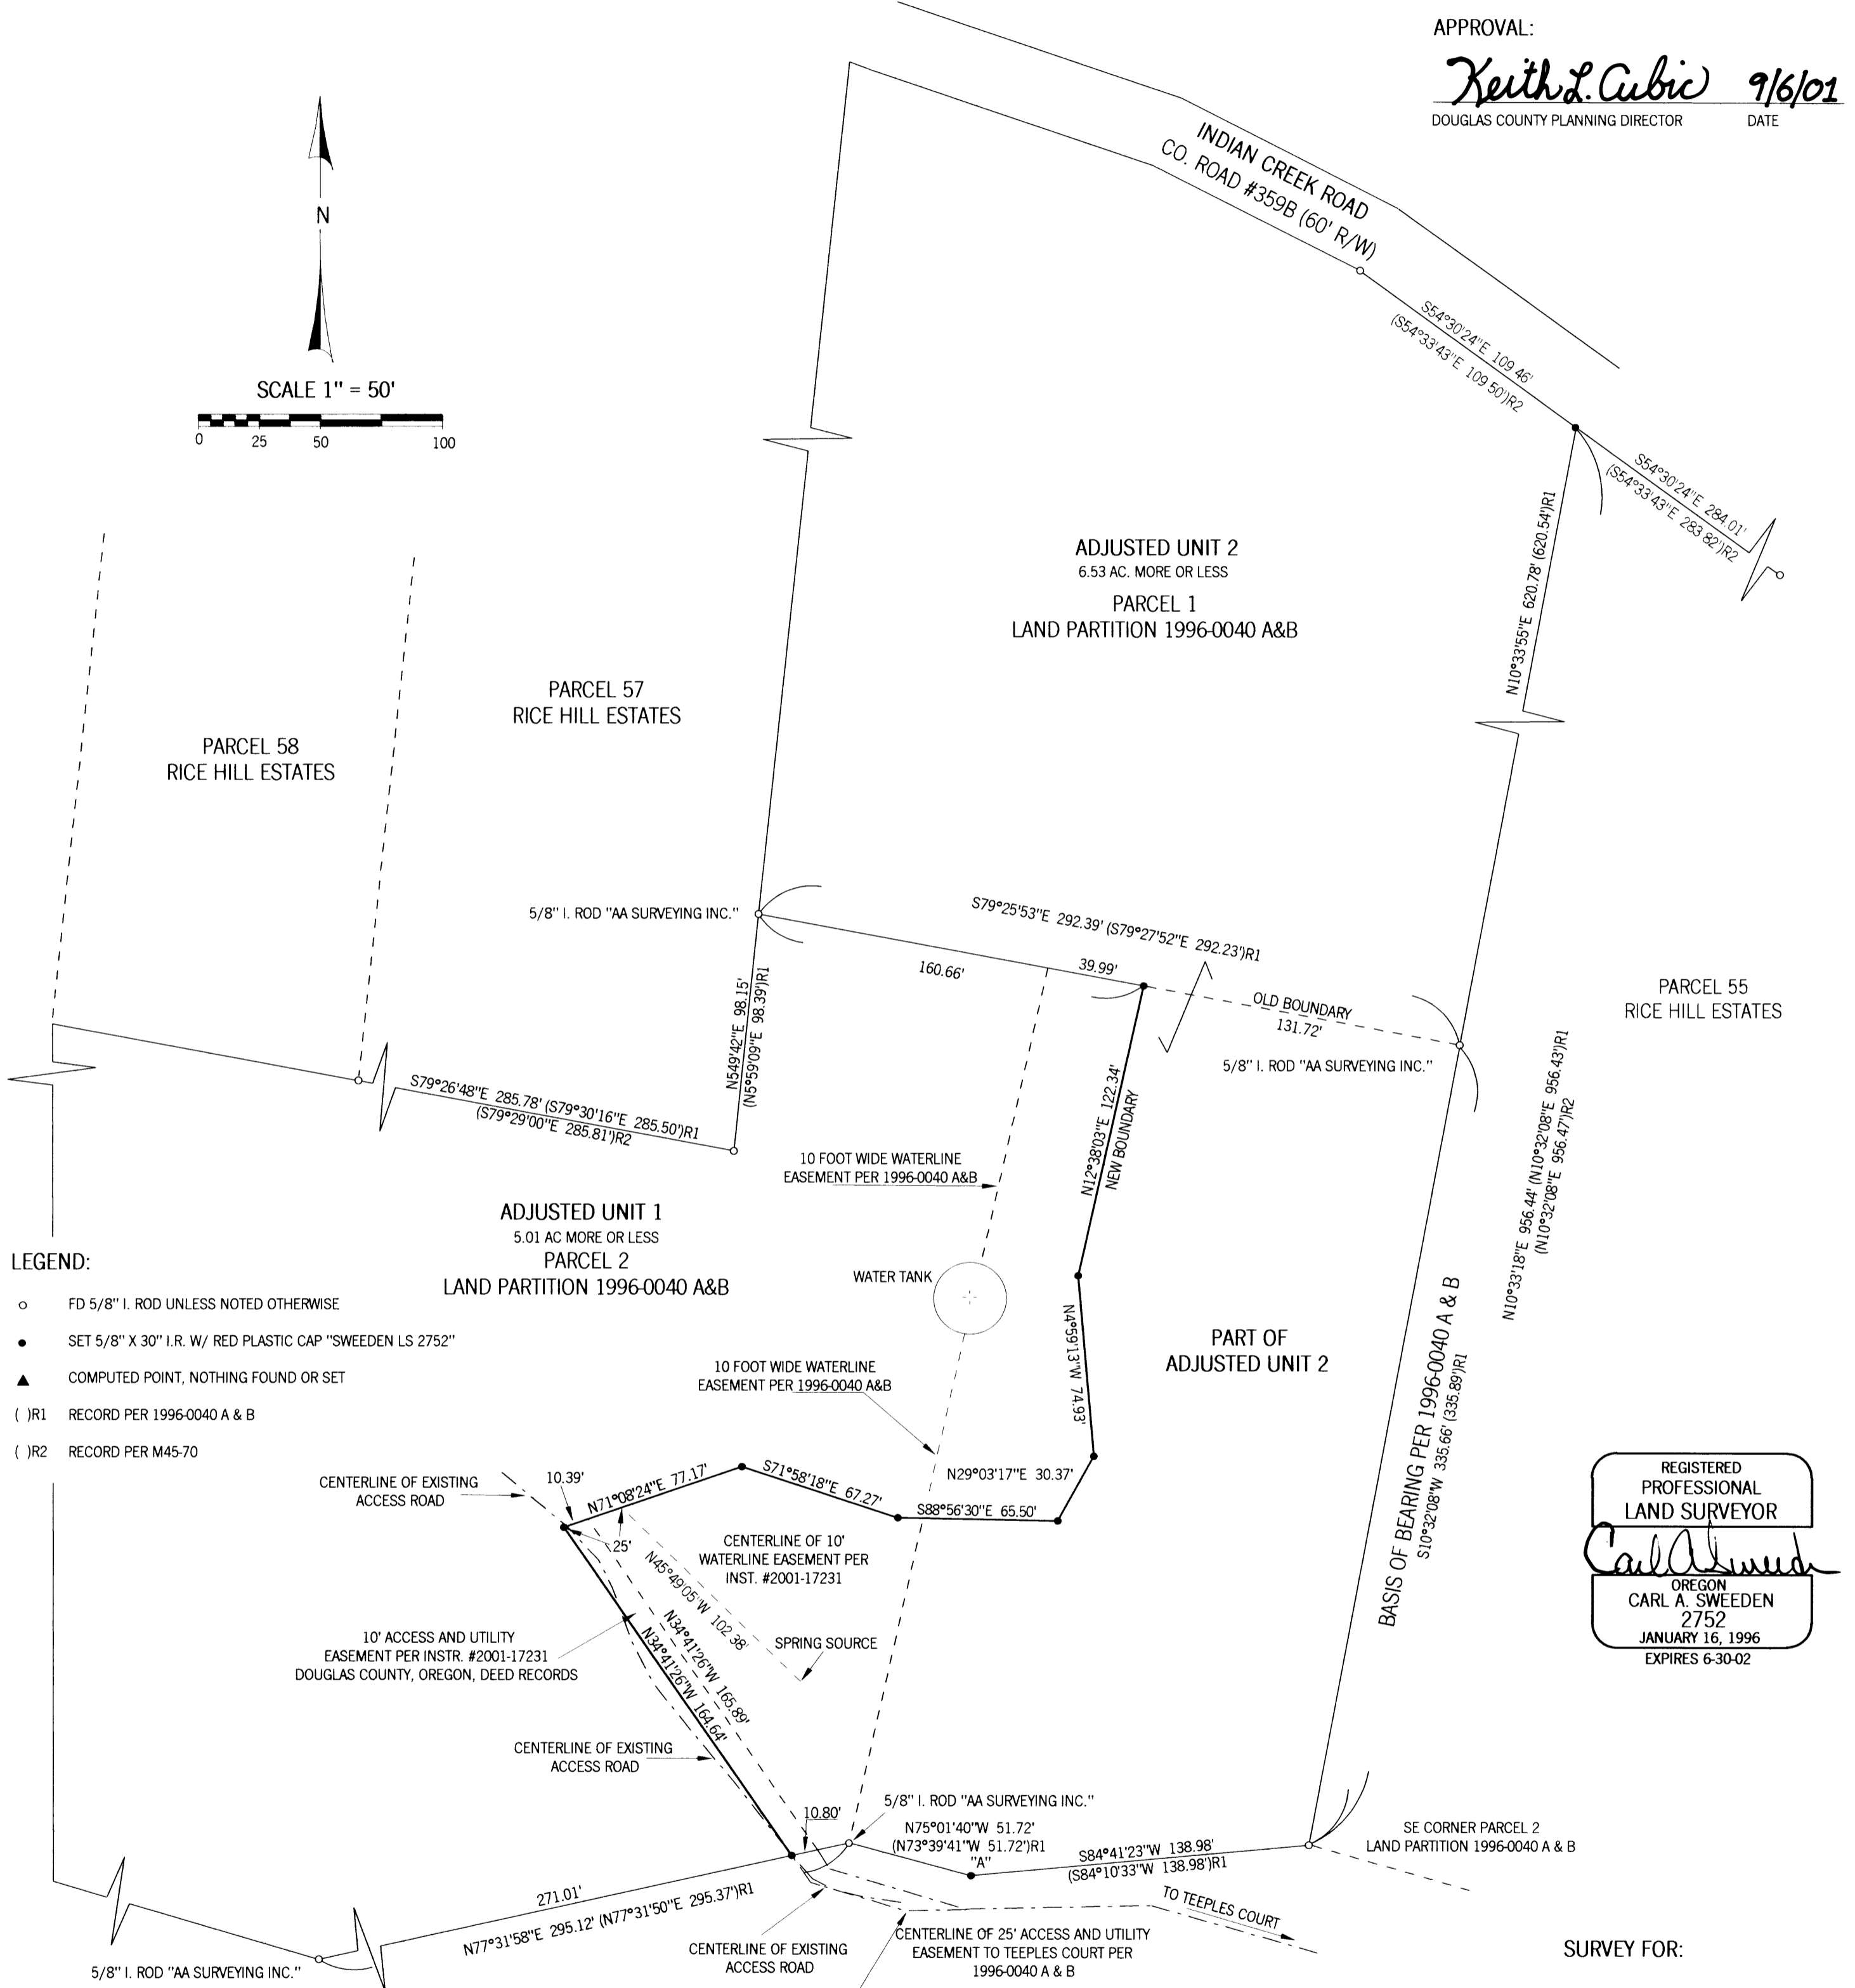 APPROVAL:
Keith L. Cubic 9/6/01
DOUGLAS COUNTY PLANNING DIRECTOR DATE
N
SCALE 1" = 50'
0 25 50 100
INDIAN CREEK ROAD
CO. ROAD #359B (60' R/W)
S54°30'24"E 109.46'
(S54°33'43"E 109.50')R2
S54°30'24"E 284.01'
(S54°33'43"E 283.82')R2
N10°33'55"E 620.78' (620.54')R1
ADJUSTED UNIT 2
6.53 AC. MORE OR LESS
PARCEL 1
LAND PARTITION 1996-0040 A&B
PARCEL 57
RICE HILL ESTATES
PARCEL 58
RICE HILL ESTATES
5/8" I. ROD "AA SURVEYING INC."
S79°25'53"E 292.39' (S79°27'52"E 292.23')R1
160.66'
39.99'
OLD BOUNDARY
131.72'
5/8" I. ROD "AA SURVEYING INC."
PARCEL 55
RICE HILL ESTATES
N549'42"E 98.15'
(N5°59'09"E 98.39')R1
S79°26'48"E 285.78' (S79°30'16"E 285.50')R1
(S79°29'00"E 285.81')R2
N12°38'03"E 122.34'
NEW BOUNDARY
10 FOOT WIDE WATERLINE
EASEMENT PER 1996-0040 A&B
N10°33'18"E 956.44' (N10°32'08"E 956.43')R1
(N10°32'08"E 956.47')R2
ADJUSTED UNIT 1
5.01 AC MORE OR LESS
PARCEL 2
LAND PARTITION 1996-0040 A&B
WATER TANK
LEGEND:
FD 5/8" I. ROD UNLESS NOTED OTHERWISE
SET 5/8" X 30" I.R. W/ RED PLASTIC CAP "SWEEDEN LS 2752"
COMPUTED POINT, NOTHING FOUND OR SET
( )R1 RECORD PER 1996-0040 A & B
( )R2 RECORD PER M45-70
N4°59'13"W 74.93'
PART OF
ADJUSTED UNIT 2
BASIS OF BEARING PER 1996-0040 A & B
S10°32'08"W 335.66' (335.89')R1
10 FOOT WIDE WATERLINE
EASEMENT PER 1996-0040 A&B
CENTERLINE OF EXISTING
ACCESS ROAD
10.39'
N71°08'24"E 77.17'
S71°58'18"E 67.27'
N29°03'17"E 30.37'
S88°56'30"E 65.50'
25'
CENTERLINE OF 10'
WATERLINE EASEMENT PER
INST. #2001-17231
N45°49'05"W 102.38'
SPRING SOURCE
10' ACCESS AND UTILITY
EASEMENT PER INSTR. #2001-17231
DOUGLAS COUNTY, OREGON, DEED RECORDS
N34°41'26"W 165.89'
N34°41'26"W 164.64'
CENTERLINE OF EXISTING
ACCESS ROAD
REGISTERED
PROFESSIONAL
LAND SURVEYOR
Carl A Sweeden
OREGON
CARL A. SWEEDEN
2752
JANUARY 16, 1996
EXPIRES 6-30-02
10.80'
5/8" I. ROD "AA SURVEYING INC."
N75°01'40"W 51.72'
(N73°39'41"W 51.72')R1
"A"
S84°41'23"W 138.98'
(S84°10'33"W 138.98')R1
SE CORNER PARCEL 2
LAND PARTITION 1996-0040 A & B
TO TEEPLES COURT
271.01'
N77°31'58"E 295.12' (N77°31'50"E 295.37')R1
5/8" I. ROD "AA SURVEYING INC."
CENTERLINE OF EXISTING
ACCESS ROAD
CENTERLINE OF 25' ACCESS AND UTILITY
EASEMENT TO TEEPLES COURT PER
1996-0040 A & B
SURVEY FOR: